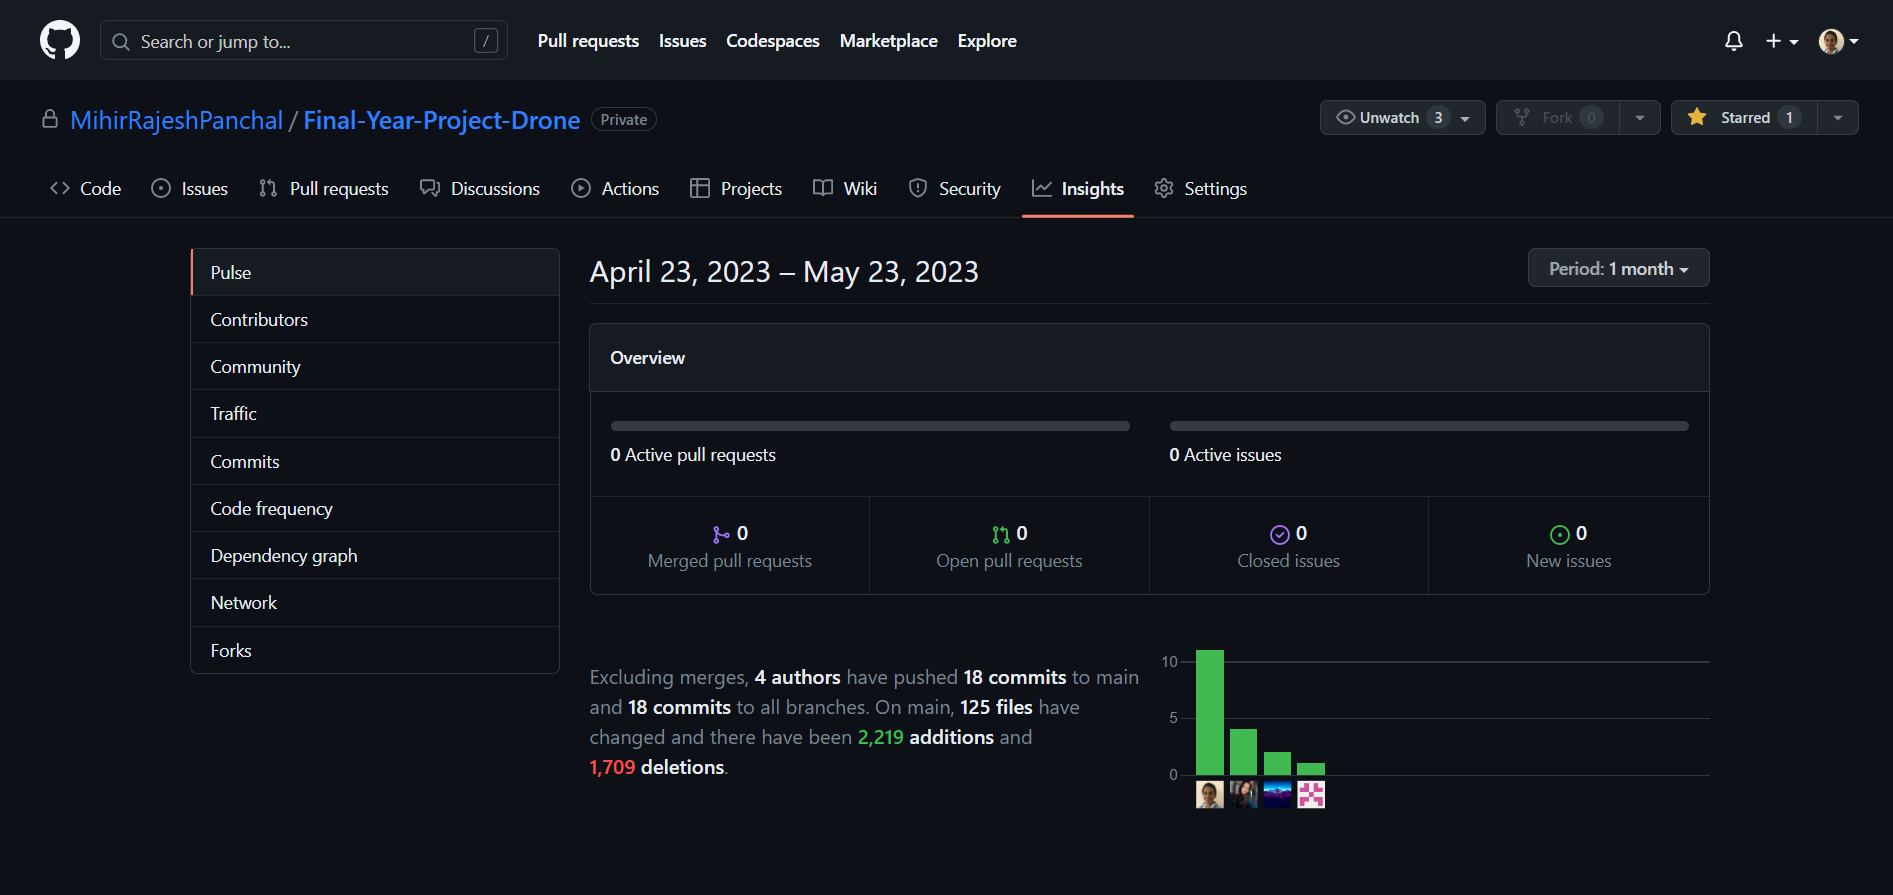 Search or jump to... /
Pull requests Issues Codespaces Marketplace Explore
MihirRajeshPanchal / Final-Year-Project-Drone Private
Unwatch 3 Fork 0 Starred 1
Code Issues Pull requests Discussions Actions Projects Wiki Security Insights Settings
Pulse
Contributors
Community
Traffic
Commits
Code frequency
Dependency graph
Network
Forks
April 23, 2023 – May 23, 2023
Period: 1 month
Overview
0 Active pull requests
0 Active issues
0
Merged pull requests
0
Open pull requests
0
Closed issues
0
New issues
Excluding merges, 4 authors have pushed 18 commits to main
and 18 commits to all branches. On main, 125 files have
changed and there have been 2,219 additions and
1,709 deletions.
10
5
0